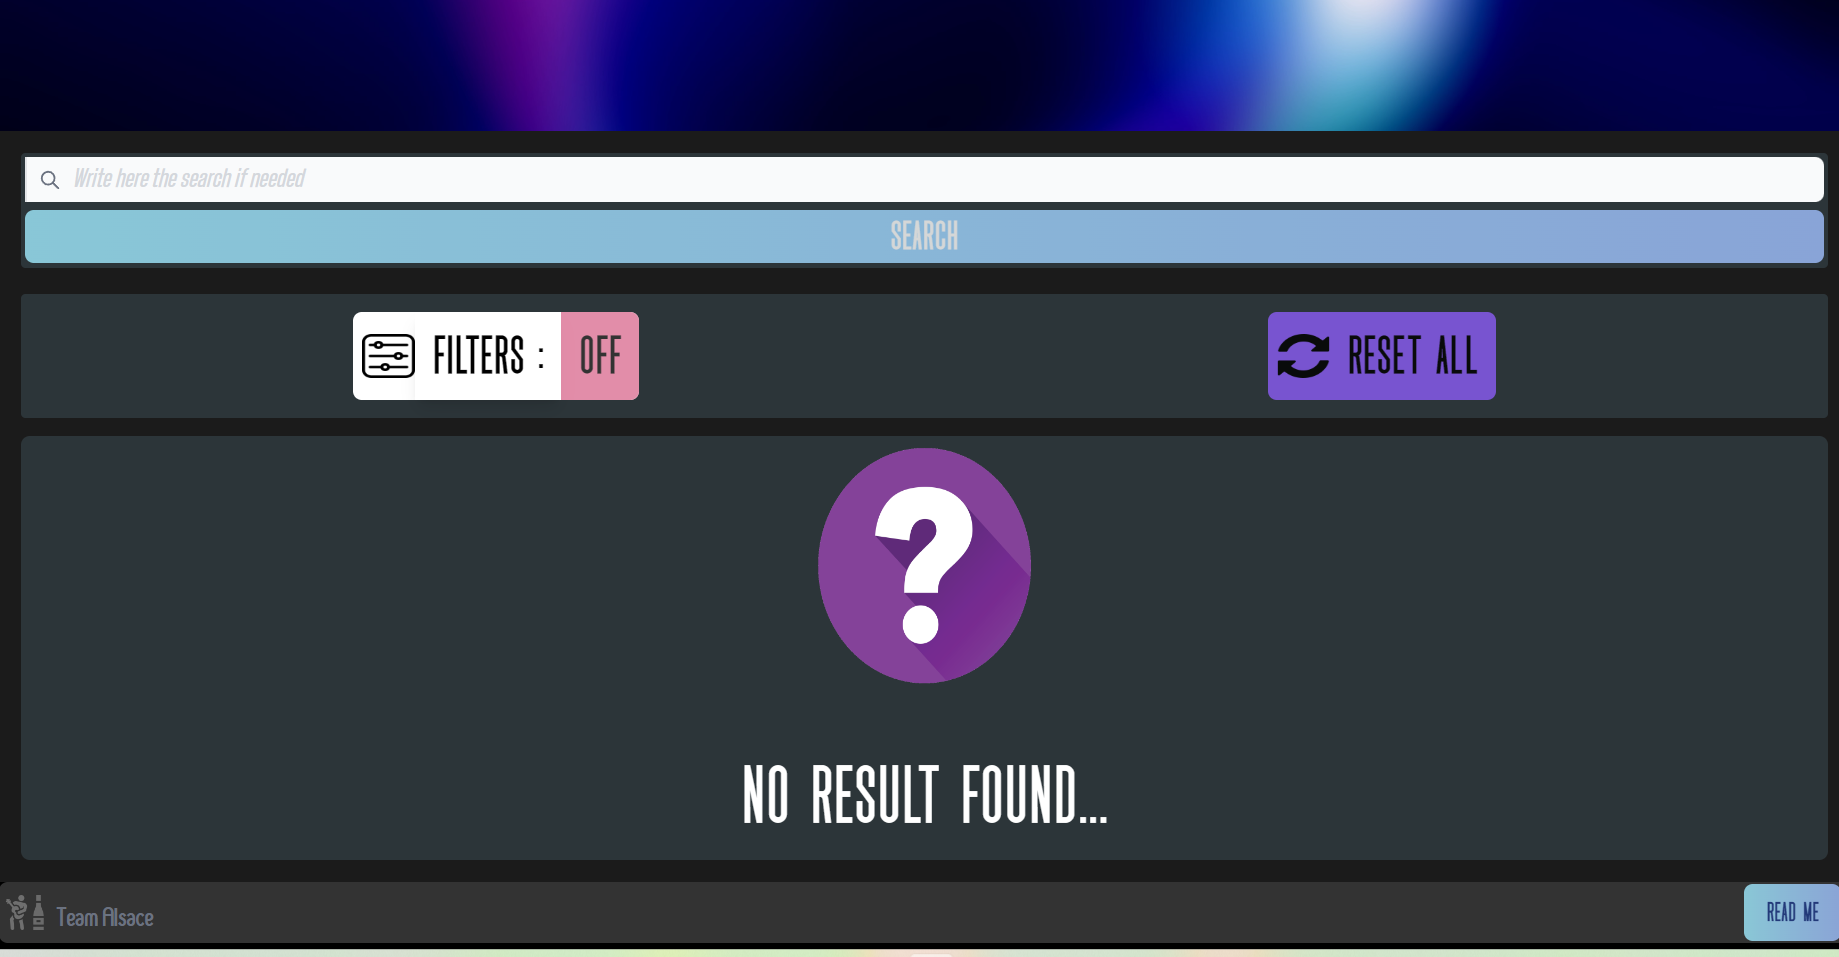 Write here the search if needed
SEARCH
FILTERS : OFF
RESET ALL
?
NO RESULT FOUND...
Team Alsace
READ ME